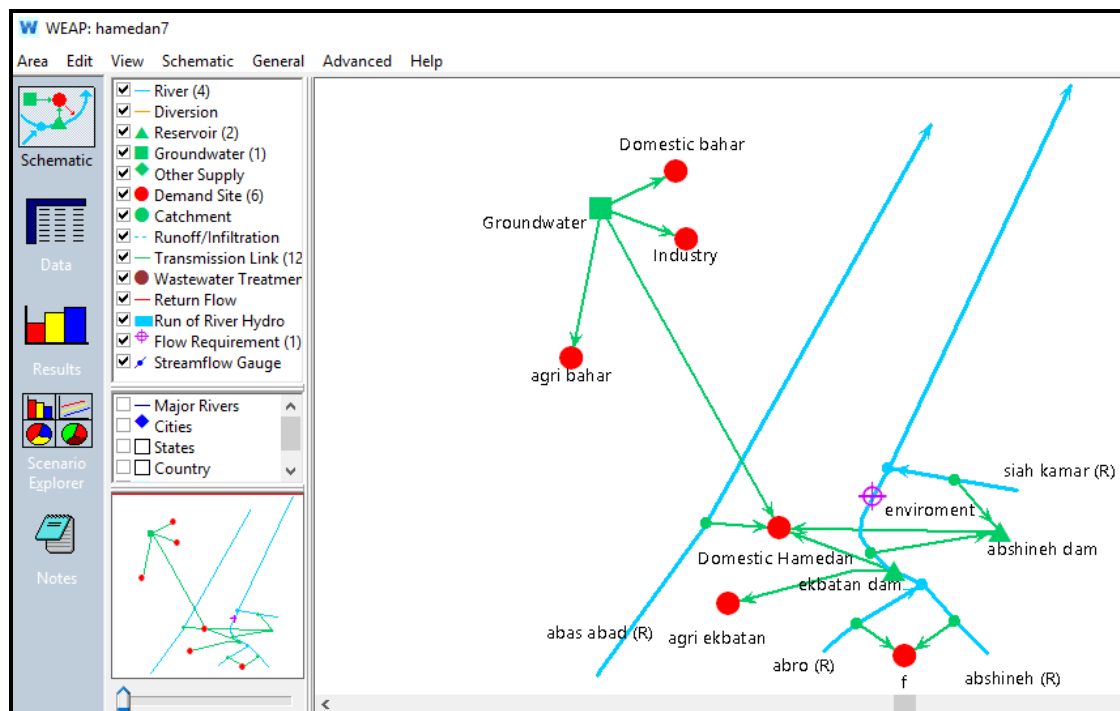 WEAP: hamedan7
Area Edit View Schematic General Advanced Help
Schematic
Data
Results
Scenario
Explorer
Notes
River (4)
Diversion
Reservoir (2)
Groundwater (1)
Other Supply
Demand Site (6)
Catchment
Runoff/Infiltration
Transmission Link (12
Wastewater Treatmen
Return Flow
Run of River Hydro
Flow Requirement (1)
Streamflow Gauge
Major Rivers
Cities
States
Country
Domestic bahar
Groundwater
Industry
agri bahar
siah kamar (R)
enviroment
abshineh dam
Domestic Hamedan
ekbatan dam
abas abad (R)
agri ekbatan
abro (R)
f
abshineh (R)